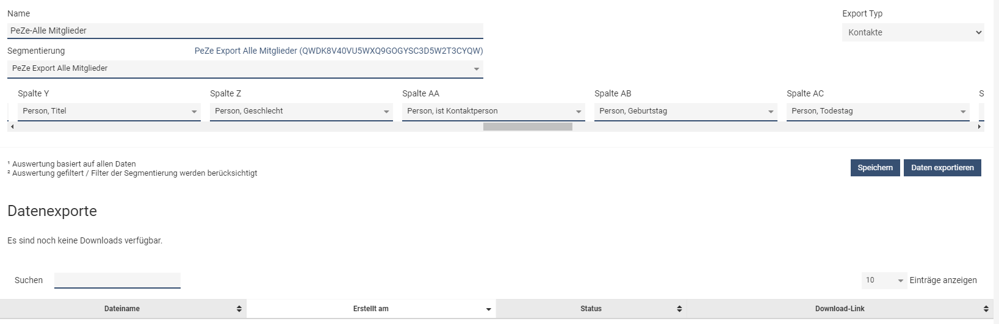 Name
Export Typ
PeZe-Alle Mitglieder
Kontakte
Segmentierung
PeZe Export Alle Mitglieder (QWDK8V40VU5WXQ9GOGYSC3D5W2T3CYQW)
PeZe Export Alle Mitglieder
Spalte Y
Spalte Z
Spalte AA
Spalte AB
Spalte AC
S
Person, Titel
Person, Geschlecht
Person, ist Kontaktperson
Person, Geburtstag
Person, Todestag
¹ Auswertung basiert auf allen Daten
² Auswertung gefiltert / Filter der Segmentierung werden berücksichtigt
Speichern
Daten exportieren
Datenexporte
Es sind noch keine Downloads verfügbar.
Suchen
10
Einträge anzeigen
Dateiname
Erstellt am
Status
Download-Link